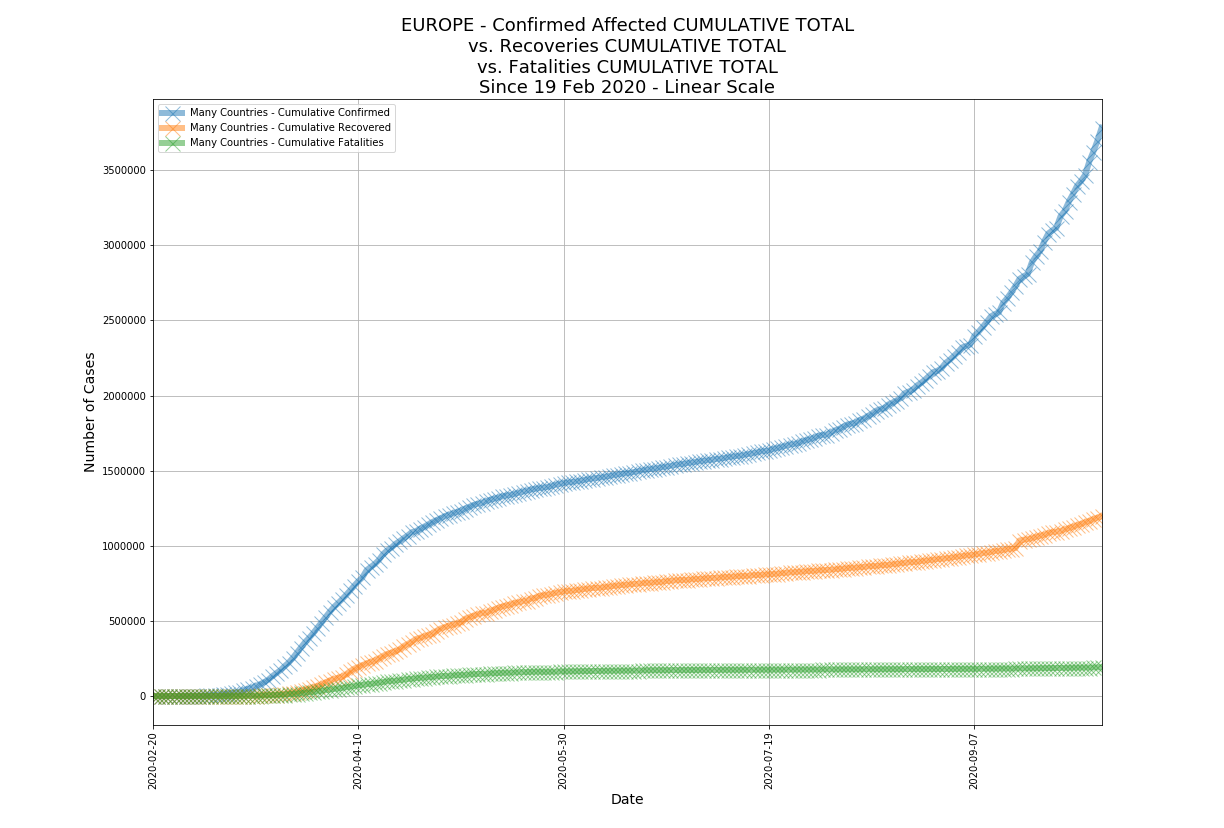 EUROPE - Confirmed Affected CUMULATIVE TOTAL
vs. Recoveries CUMULATIVE TOTAL
vs. Fatalities CUMULATIVE TOTAL
Since 19 Feb 2020 - Linear Scale
Many Countries - Cumulative Confirmed
Many Countries - Cumulative Recovered
Many Countries - Cumulative Fatalities
Number of Cases
3500000
3000000
2500000
2000000
1500000
1000000
500000
0
2020-02-20
2020-04-10
2020-05-30
2020-07-19
2020-09-07
Date